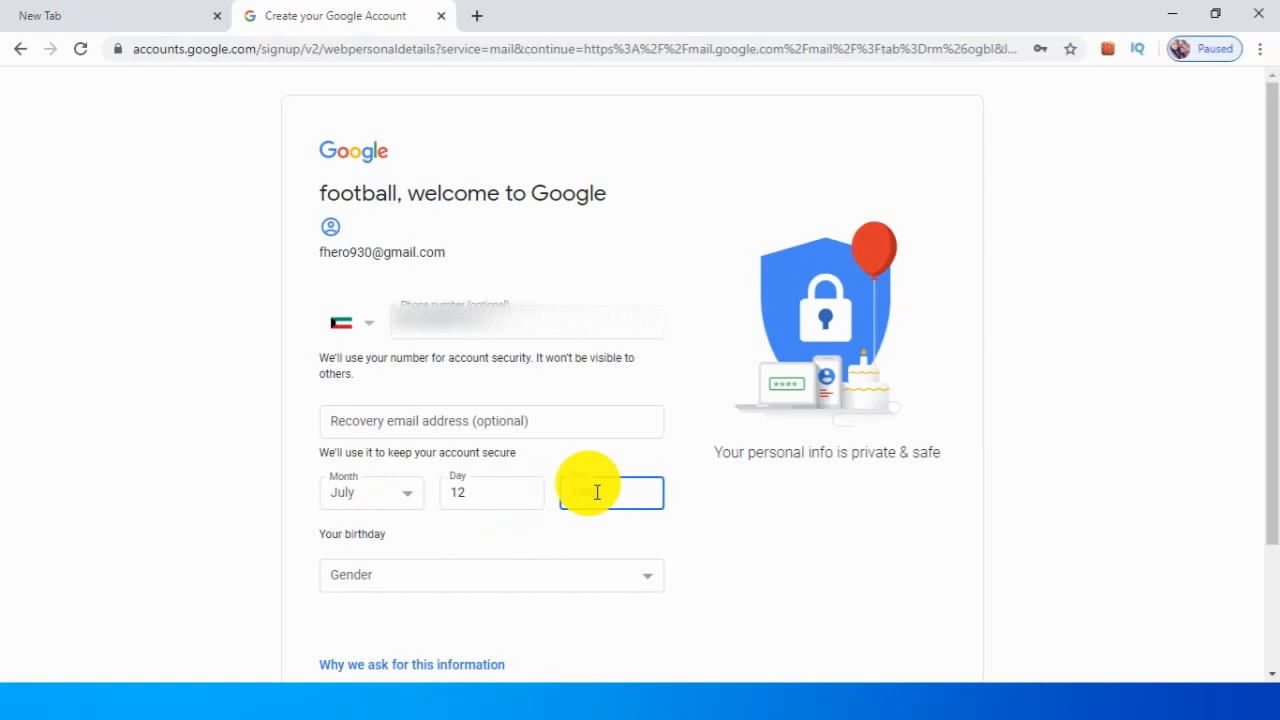 New Tab
Create your Google Account
accounts.google.com/signup/v2/webpersonaldetails?service=mail&continue=https%3A%2F%2Fmail.google.com%2Fmail%2F%3Ftab%3Drm%26ogbl&l...
IQ
Paused
Google
football, welcome to Google
fhero930@gmail.com
Phone number (optional)
We'll use your number for account security. It won't be visible to
others.
Recovery email address (optional)
We'll use it to keep your account secure
Month
Day
July
12
Your birthday
Gender
Why we ask for this information
****
Your personal info is private & safe